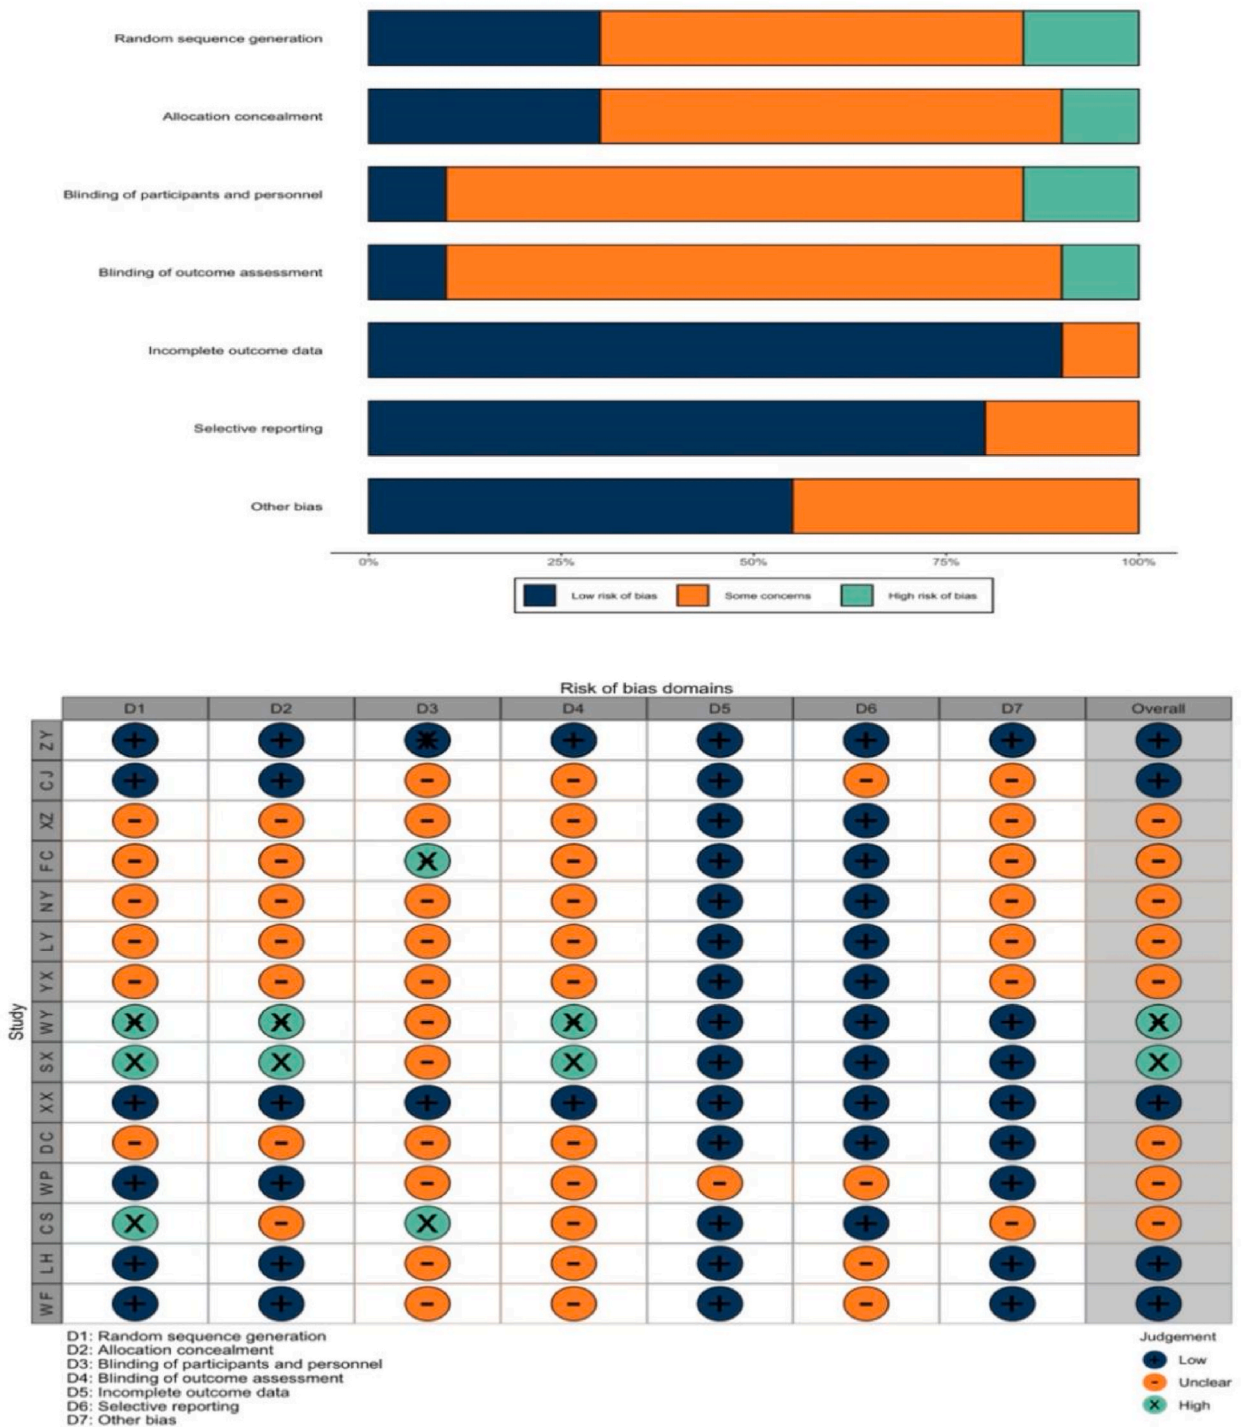 Random sequence generation
Allocation concealment
Blinding of participants and personnel
Blinding of outcome assessment
Incomplete outcome data
Selective reporting
Other bias
0% 25% 50% 75% 100%
Low risk of bias Some concerns High risk of bias
Risk of bias domains
D1 D2 D3 D4 D5 D6 D7 Overall
Study
ZY + + + + + + +
CJ + + - - + - - +
XZ - - - - + + - -
FC - - X - + + - -
NY - - - - + + - -
LY - - - - + + - -
YX - - - - + + - -
WY X X - X + + + X
SX X X - X + + + X
XX + + + + + + + +
DC - - - - + + + -
WP + + - - - - + -
CS X - X - + + - -
LH + + - - + - + +
WF + + - - + - + +
D1: Random sequence generation
D2: Allocation concealment
D3: Blinding of participants and personnel
D4: Blinding of outcome assessment
D5: Incomplete outcome data
D6: Selective reporting
D7: Other bias
Judgement
+ Low
- Unclear
X High